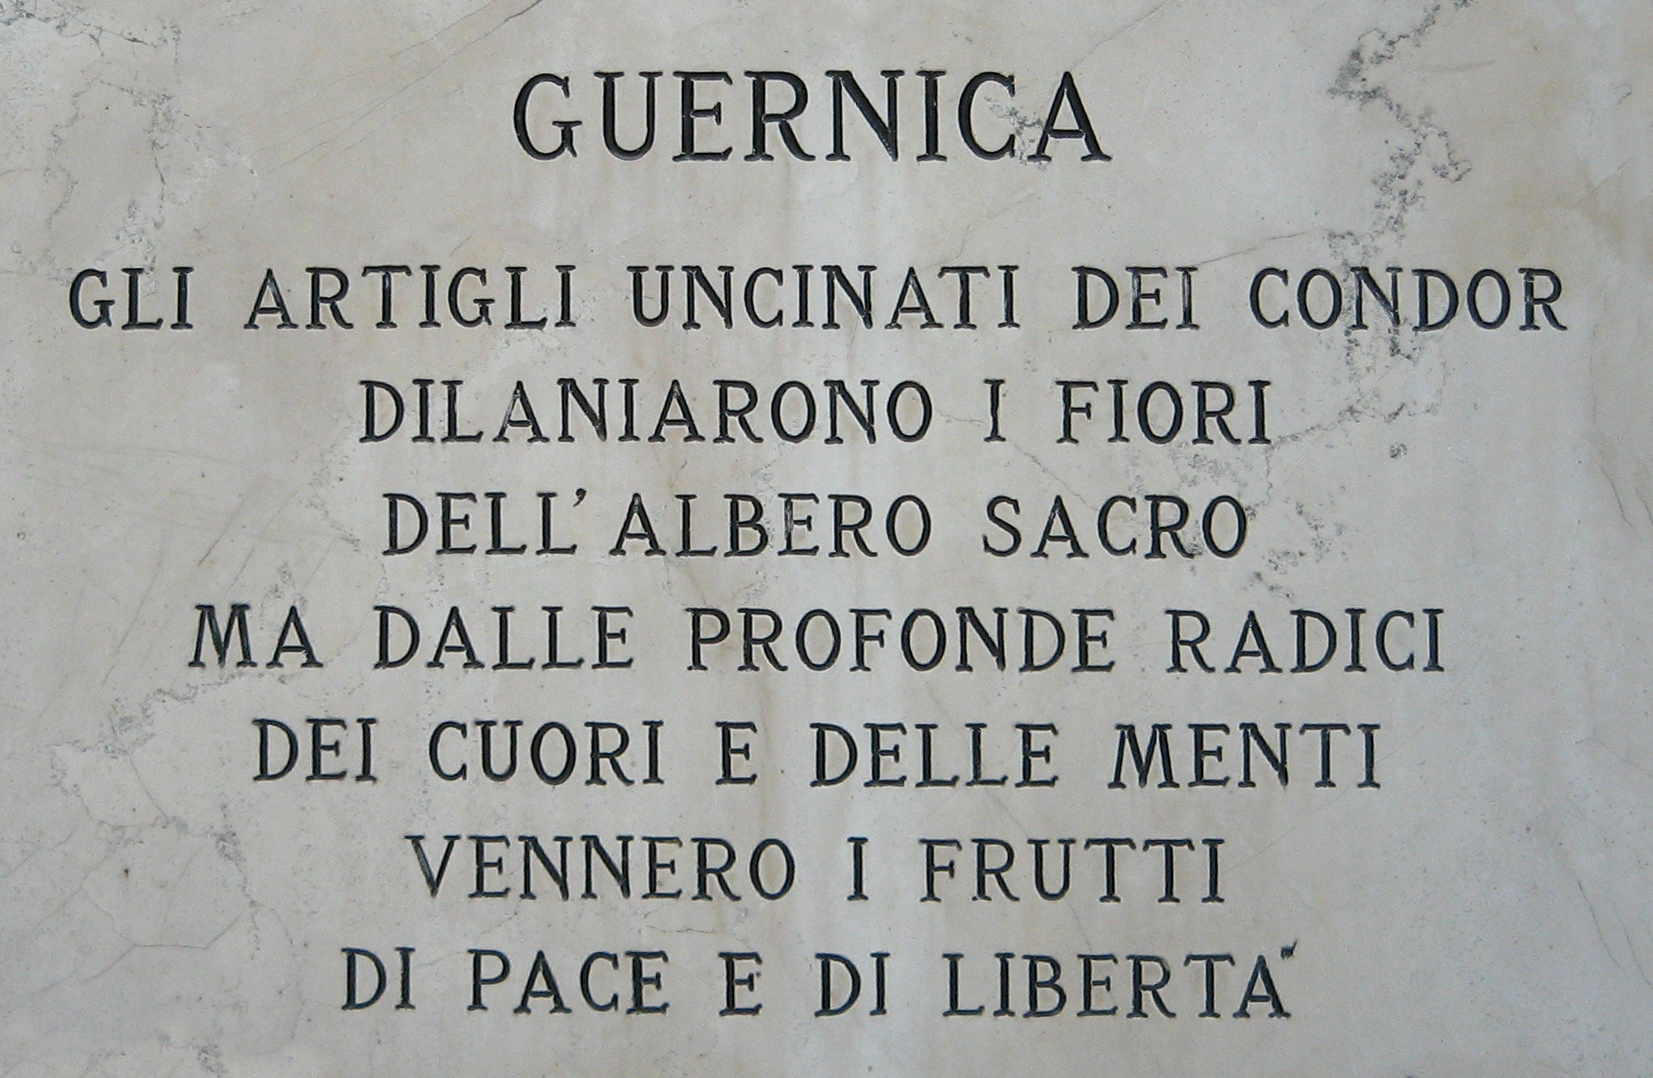 GUERNICA
GLI ARTIGLI UNCINATI DEI CONDOR
DILANIARONO I FIORI
DELL'ALBERO SACRO
MA DALLE PROFONDE RADICI
DEI CUORI E DELLE MENTI
VENNERO I FRUTTI
DI PACE E DI LIBERTA'